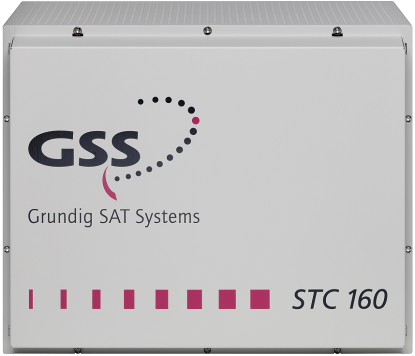 GSS
Grundig SAT Systems
STC 160